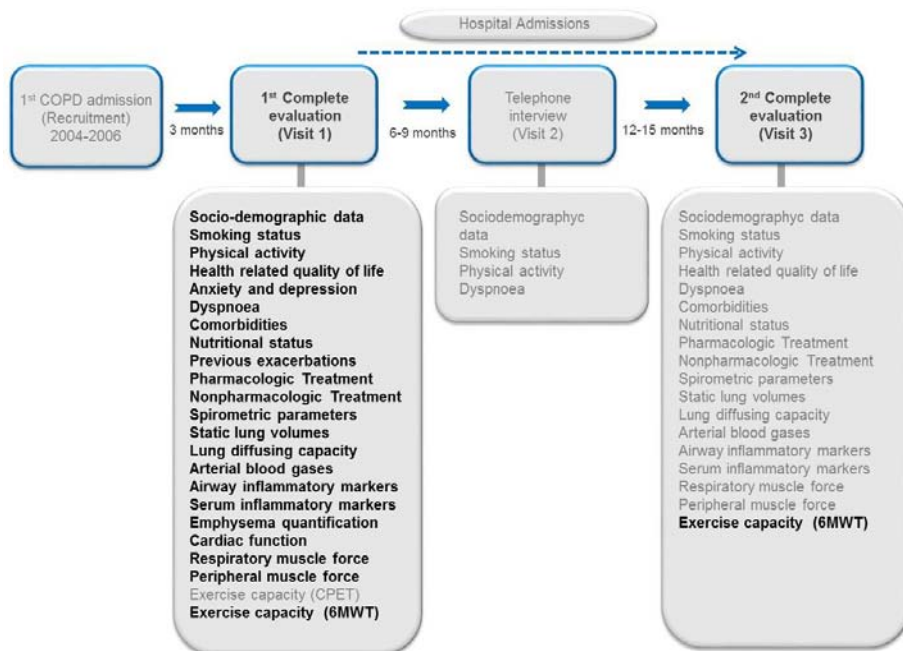 Hospital Admissions
1st COPD admission
(Recruitment)
2004-2006
3 months
1st Complete
evaluation
(Visit 1)
6-9 months
Telephone
interview
(Visit 2)
12-15 months
2nd Complete
evaluation
(Visit 3)
Socio-demographic data
Smoking status
Physical activity
Health related quality of life
Anxiety and depression
Dyspnoea
Comorbidities
Nutritional status
Previous exacerbations
Pharmacologic Treatment
Nonpharmacologic Treatment
Spirometric parameters
Static lung volumes
Lung diffusing capacity
Arterial blood gases
Airway inflammatory markers
Serum inflammatory markers
Emphysema quantification
Cardiac function
Respiratory muscle force
Peripheral muscle force
Exercise capacity (CPET)
Exercise capacity (6MWT)
Sociodemographyc
data
Smoking status
Physical activity
Dyspnoea
Sociodemographyc data
Smoking status
Physical activity
Health related quality of life
Dyspnoea
Comorbidities
Nutritional status
Pharmacologic Treatment
Nonpharmacologic Treatment
Spirometric parameters
Static lung volumes
Lung diffusing capacity
Arterial blood gases
Airway inflammatory markers
Serum inflammatory markers
Respiratory muscle force
Peripheral muscle force
Exercise capacity (6MWT)